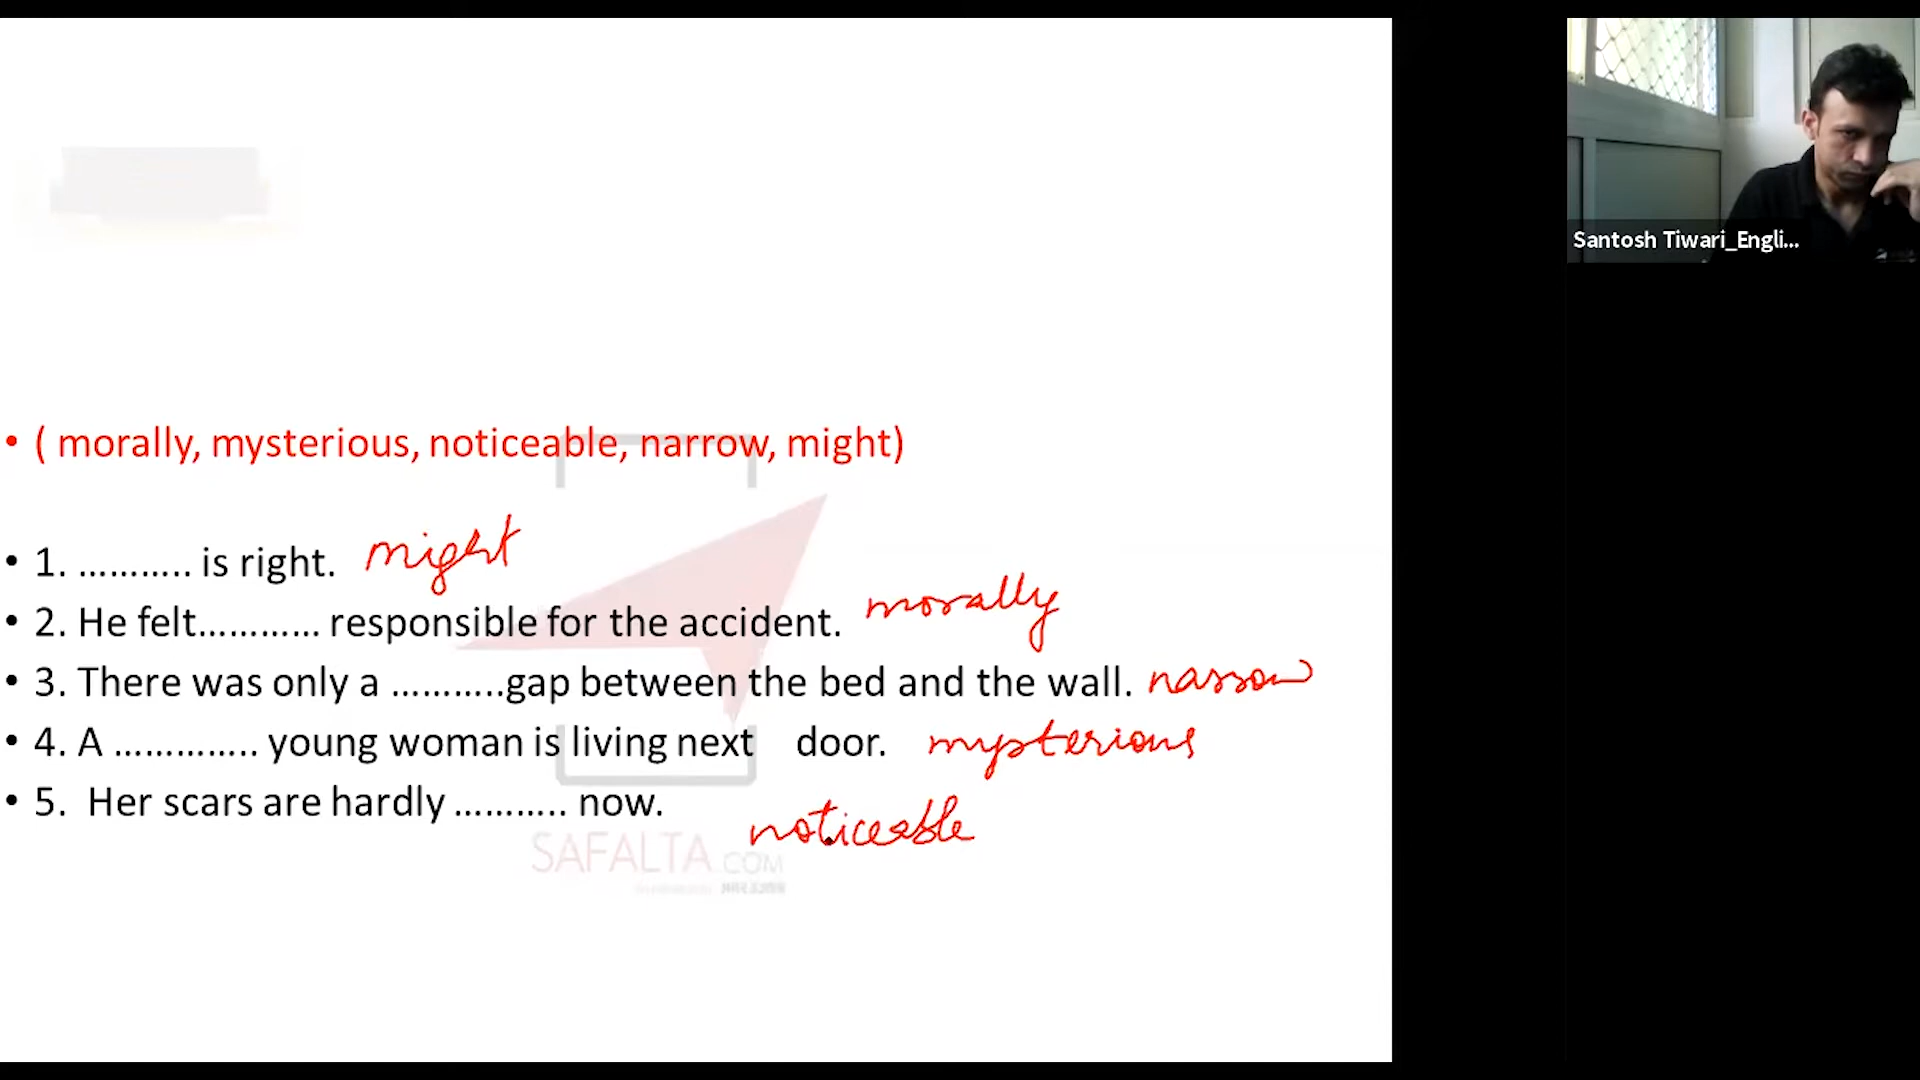 Santosh Tiwari_Engli...
• ( morally, mysterious, noticeable, narrow, might)
• 1. ……….. is right. might
• 2. He felt………… responsible for the accident. morally
• 3. There was only a ………..gap between the bed and the wall. narrow
• 4. A ………….. young woman is living next door. mysterious
• 5. Her scars are hardly ……….. now. noticeable
SAFALTA.COM